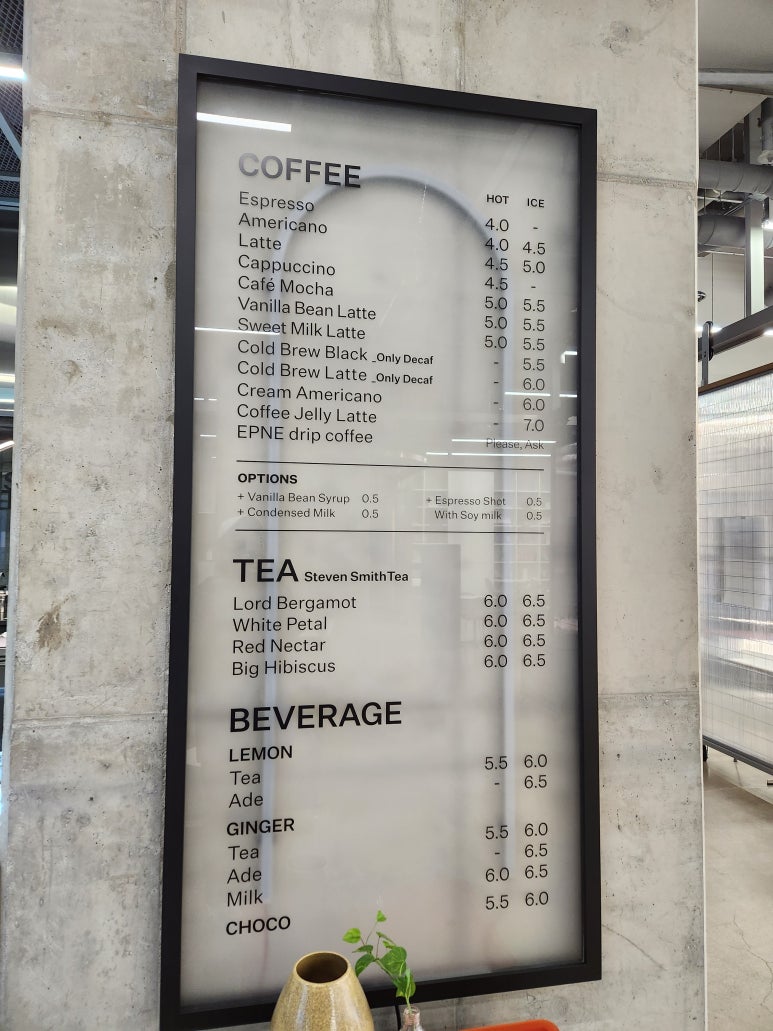 COFFEE HOT ICE
Espresso 4.0 -
Americano 4.0 4.5
Latte 4.5 5.0
Cappuccino 4.5 -
Café Mocha 5.0 5.5
Vanilla Bean Latte 5.0 5.5
Sweet Milk Latte 5.0 5.5
Cold Brew Black _Only Decaf - 5.5
Cold Brew Latte _Only Decaf - 6.0
Cream Americano - 6.0
Coffee Jelly Latte - 7.0
EPNE drip coffee Please, Ask
OPTIONS
+ Vanilla Bean Syrup 0.5 + Espresso Shot 0.5
+ Condensed Milk 0.5 With Soy milk 0.5
TEA Steven SmithTea
Lord Bergamot 6.0 6.5
White Petal 6.0 6.5
Red Nectar 6.0 6.5
Big Hibiscus 6.0 6.5
BEVERAGE
LEMON
Tea 5.5 6.0
Ade - 6.5
GINGER
Tea 5.5 6.0
Ade - 6.5
Milk 6.0 6.5
CHOCO 5.5 6.0